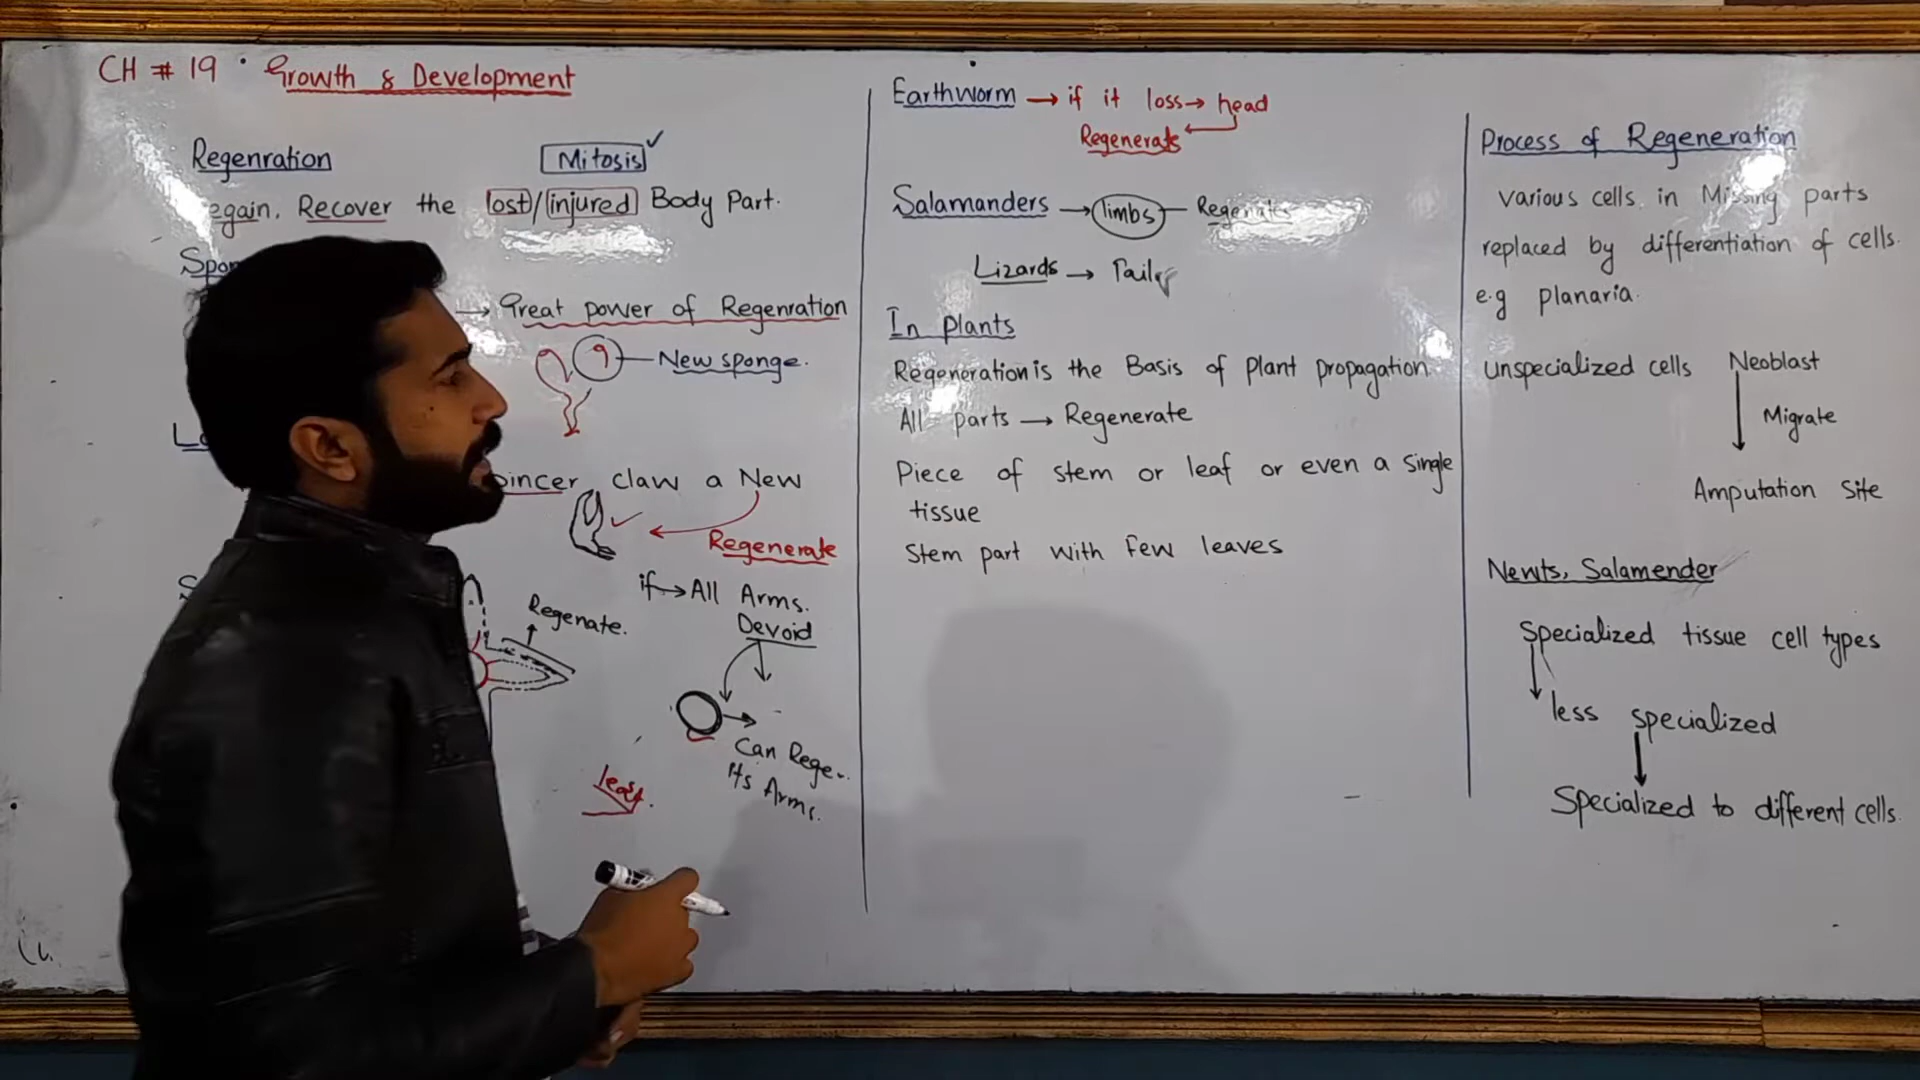 CH # 19 Growth & Development
Regenration Mitosis
egain, Recover the lost/injured Body Part.
Spon
→ Great power of Regenration
New sponge.
pincer claw a New
Regenerate
if → All Arms.
Devoid
Regenate.
Can Rege-..
its Arms.
least.
Earthworm → if it loss → head
Regenerate
Salamanders → limbs Regenrate
Lizards → Tail
In plants
Regeneration is the Basis of plant propagation
All parts → Regenerate
Piece of stem or leaf or even a single
tissue
Stem part with few leaves
Process of Regeneration
various cells in Missing parts
replaced by differentiation of cells.
e.g planaria.
unspecialized cells Neoblast
Migrate
Amputation Site
Newts, Salamender
Specialized tissue cell types
less specialized
Specialized to different cells.